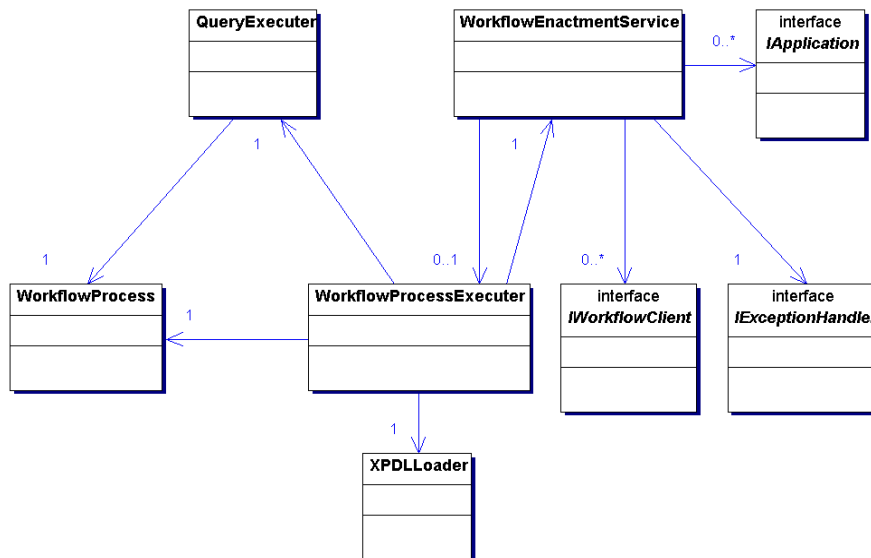 QueryExecuter
WorkflowEnactmentService
interface
IApplication
0..*
1
1
1
0..1
0..*
1
WorkflowProcess
WorkflowProcessExecuter
interface
IWorkflowClient
interface
IExceptionHandler
1
1
XPDLLoader